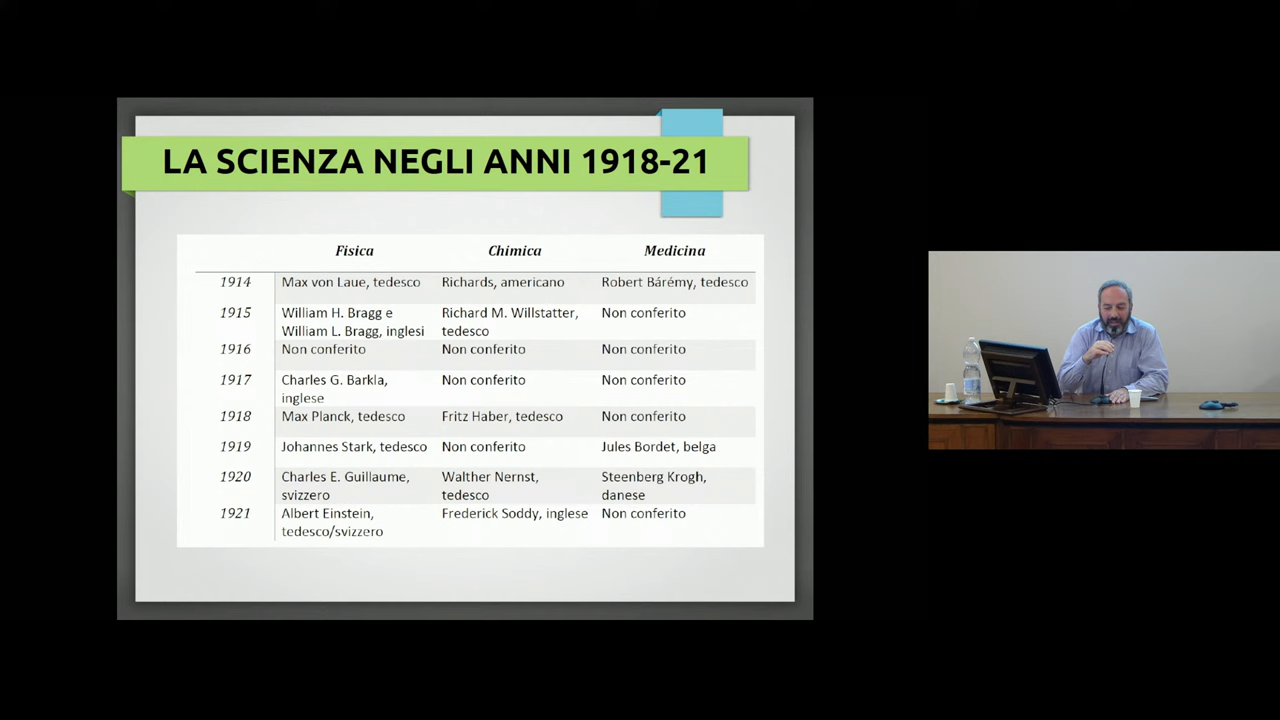 LA SCIENZA NEGLI ANNI 1918-21
Fisica Chimica Medicina
1914 Max von Laue, tedesco Richards, americano Robert Bárémy, tedesco
1915 William H. Bragg e Richard M. Willstatter, Non conferito
William L. Bragg, inglesi tedesco
1916 Non conferito Non conferito Non conferito
1917 Charles G. Barkla, Non conferito Non conferito
inglese
1918 Max Planck, tedesco Fritz Haber, tedesco Non conferito
1919 Johannes Stark, tedesco Non conferito Jules Bordet, belga
1920 Charles E. Guillaume, Walther Nernst, Steenberg Krogh,
svizzero tedesco danese
1921 Albert Einstein, Frederick Soddy, inglese Non conferito
tedesco/svizzero